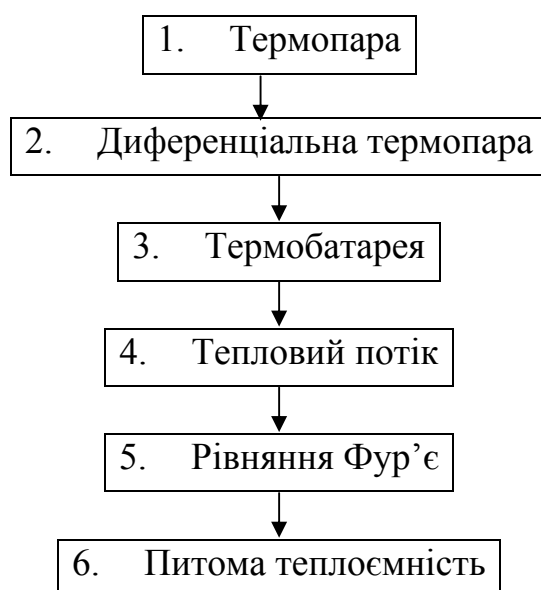 1. Термопара
2. Диференціальна термопара
3. Термобатарея
4. Тепловий потік
5. Рівняння Фур’є
6. Питома теплоємність